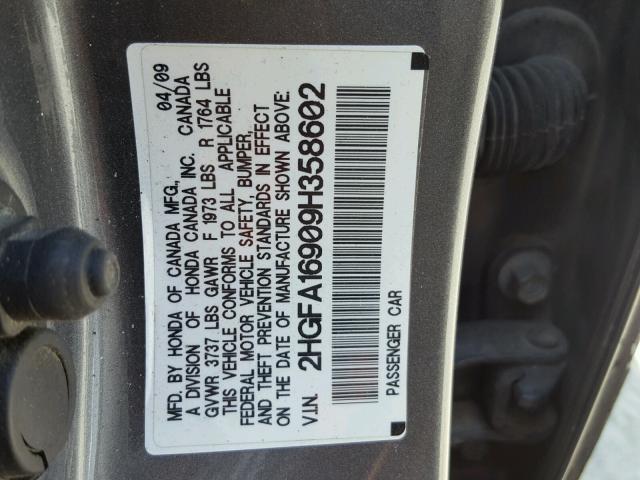 MFD. BY HONDA OF CANADA MFG., 04/09
A DIVISION OF HONDA CANADA INC. CANADA
GVWR 3737 LBS GAWR F 1973 LBS R 1764 LBS
THIS VEHICLE CONFORMS TO ALL APPLICABLE
FEDERAL MOTOR VEHICLE SAFETY, BUMPER,
AND THEFT PREVENTION STANDARDS IN EFFECT
ON THE DATE OF MANUFACTURE SHOWN ABOVE.
V.I.N. 2HGFA16909H358602
PASSENGER CAR